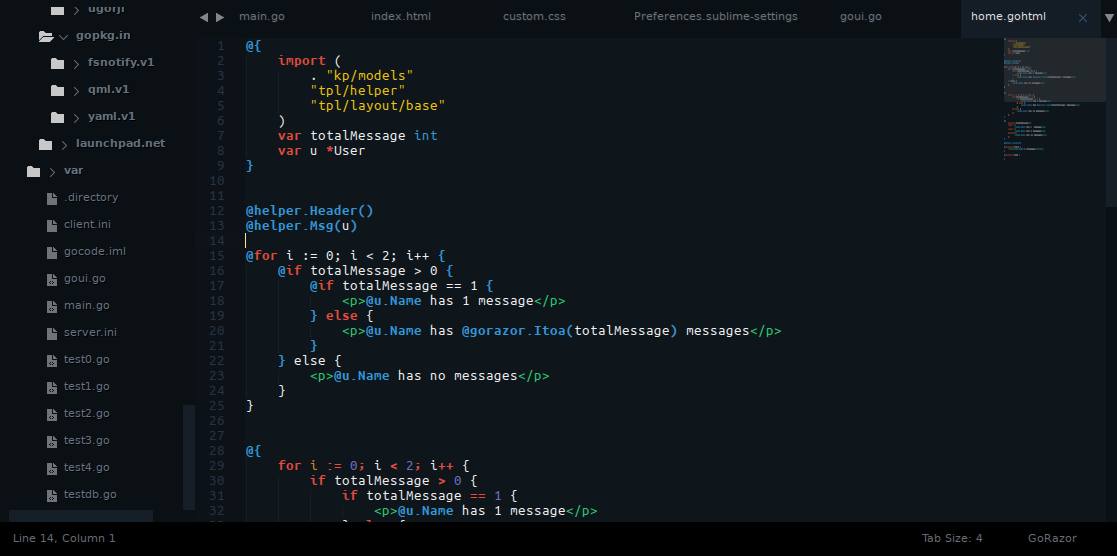 ugorji
gopkg.in
fsnotify.v1
qml.v1
yaml.v1
launchpad.net
var
.directory
client.ini
gocode.iml
goui.go
main.go
server.ini
test0.go
test1.go
test2.go
test3.go
test4.go
testdb.go
main.go index.html custom.css Preferences.sublime-settings goui.go home.gohtml
1 @{
2     import (
3         . "kp/models"
4         "tpl/helper"
5         "tpl/layout/base"
6     )
7     var totalMessage int
8     var u *User
9 }
10
11
12 @helper.Header()
13 @helper.Msg(u)
14
15 @for i := 0; i < 2; i++ {
16     @if totalMessage > 0 {
17         @if totalMessage == 1 {
18             <p>@u.Name has 1 message</p>
19         } else {
20             <p>@u.Name has @gorazor.Itoa(totalMessage) messages</p>
21         }
22     } else {
23         <p>@u.Name has no messages</p>
24     }
25 }
26
27
28 @{
29     for i := 0; i < 2; i++ {
30         if totalMessage > 0 {
31             if totalMessage == 1 {
32                 <p>@u.Name has 1 message</p>
Line 14, Column 1 Tab Size: 4 GoRazor